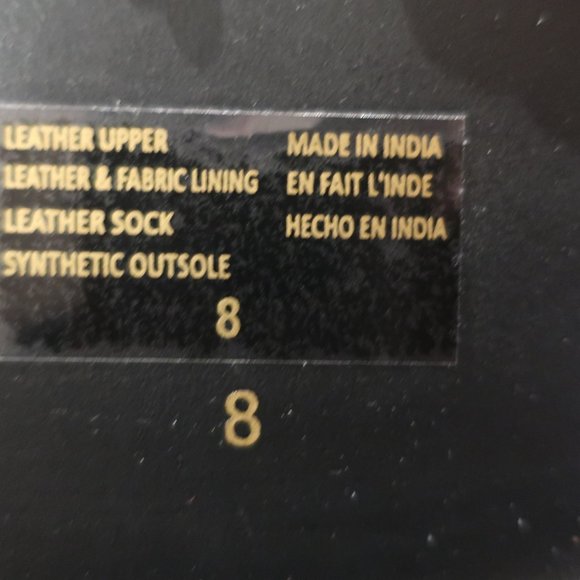 LEATHER UPPER MADE IN INDIA
LEATHER & FABRIC LINING EN FAIT L'INDE
LEATHER SOCK HECHO EN INDIA
SYNTHETIC OUTSOLE
8
8